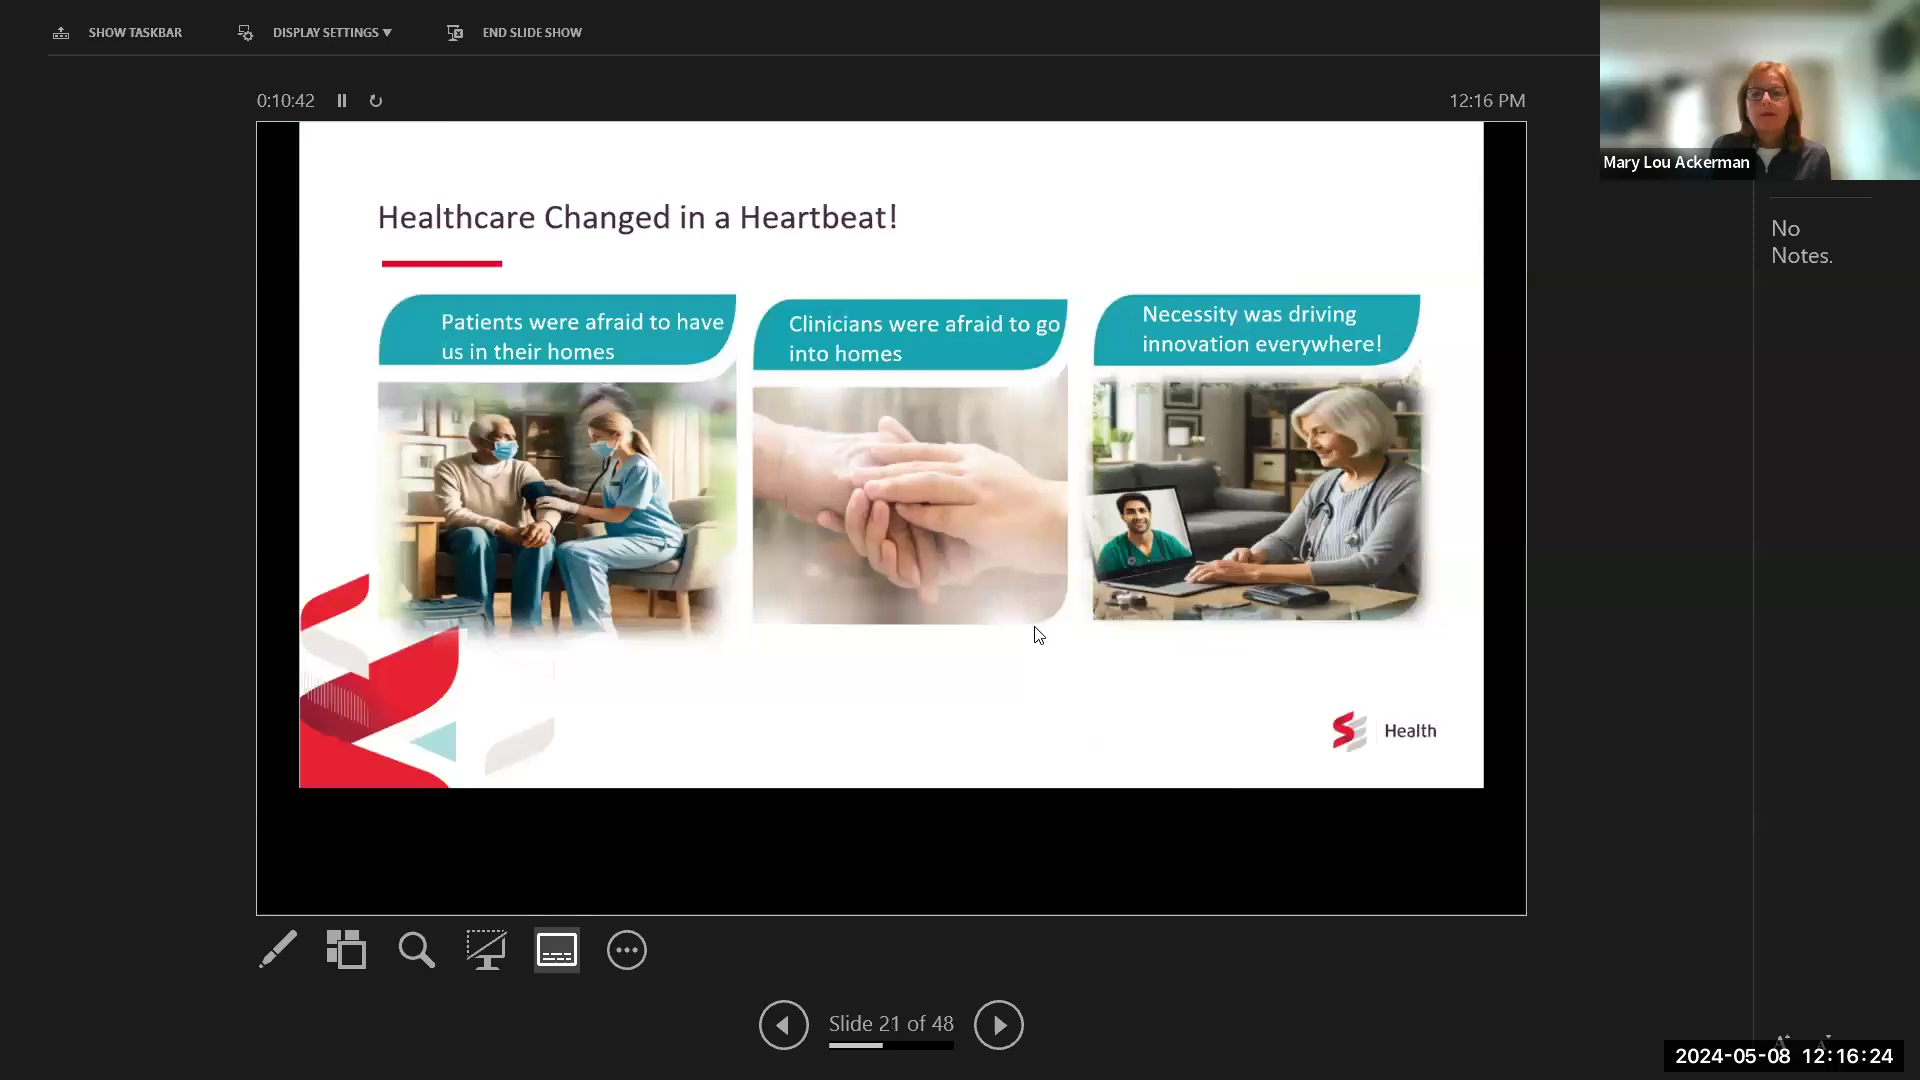 SHOW TASKBAR
DISPLAY SETTINGS ▼
END SLIDE SHOW
0:10:42
12:16 PM
Mary Lou Ackerman
No
Notes.
Healthcare Changed in a Heartbeat!
Patients were afraid to have
us in their homes
Clinicians were afraid to go
into homes
Necessity was driving
innovation everywhere!
SE Health
Slide 21 of 48
2024-05-08 12:16:24